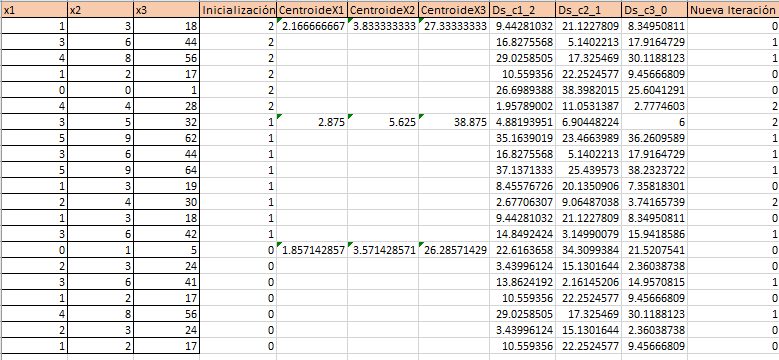 x1 x2 x3 Inicialización CentroideX1 CentroideX2 CentroideX3 Ds_c1_2 Ds_c2_1 Ds_c3_0 Nueva Iteración
1 3 18 2 2.166666667 3.833333333 27.33333333 9.44281032 21.1227809 8.34950811 0
3 6 44 2 16.8275568 5.1402213 17.9164729 1
4 8 56 2 29.0258505 17.325469 30.1188123 1
1 2 17 2 10.559356 22.2524577 9.45666809 0
0 0 1 2 26.6989388 38.3982015 25.6041291 0
4 4 28 2 1.95789002 11.0531387 2.7774603 2
3 5 32 1 2.875 5.625 38.875 4.88193951 6.90448224 6 2
5 9 62 1 35.1639019 23.4663989 36.2609589 1
3 6 44 1 16.8275568 5.1402213 17.9164729 1
5 9 64 1 37.1371333 25.439573 38.2323722 1
1 3 19 1 8.45576726 20.1350906 7.35818301 0
2 4 30 1 2.67706307 9.06487038 3.74165739 2
1 3 18 1 9.44281032 21.1227809 8.34950811 0
3 6 42 1 14.8492424 3.14990079 15.9418586 1
0 1 5 0 1.857142857 3.571428571 26.28571429 22.6163658 34.3099384 21.5207541 0
2 3 24 0 3.43996124 15.1301644 2.36038738 0
3 6 41 0 13.8624192 2.16145206 14.9570815 1
1 2 17 0 10.559356 22.2524577 9.45666809 0
4 8 56 0 29.0258505 17.325469 30.1188123 1
2 3 24 0 3.43996124 15.1301644 2.36038738 0
1 2 17 0 10.559356 22.2524577 9.45666809 0